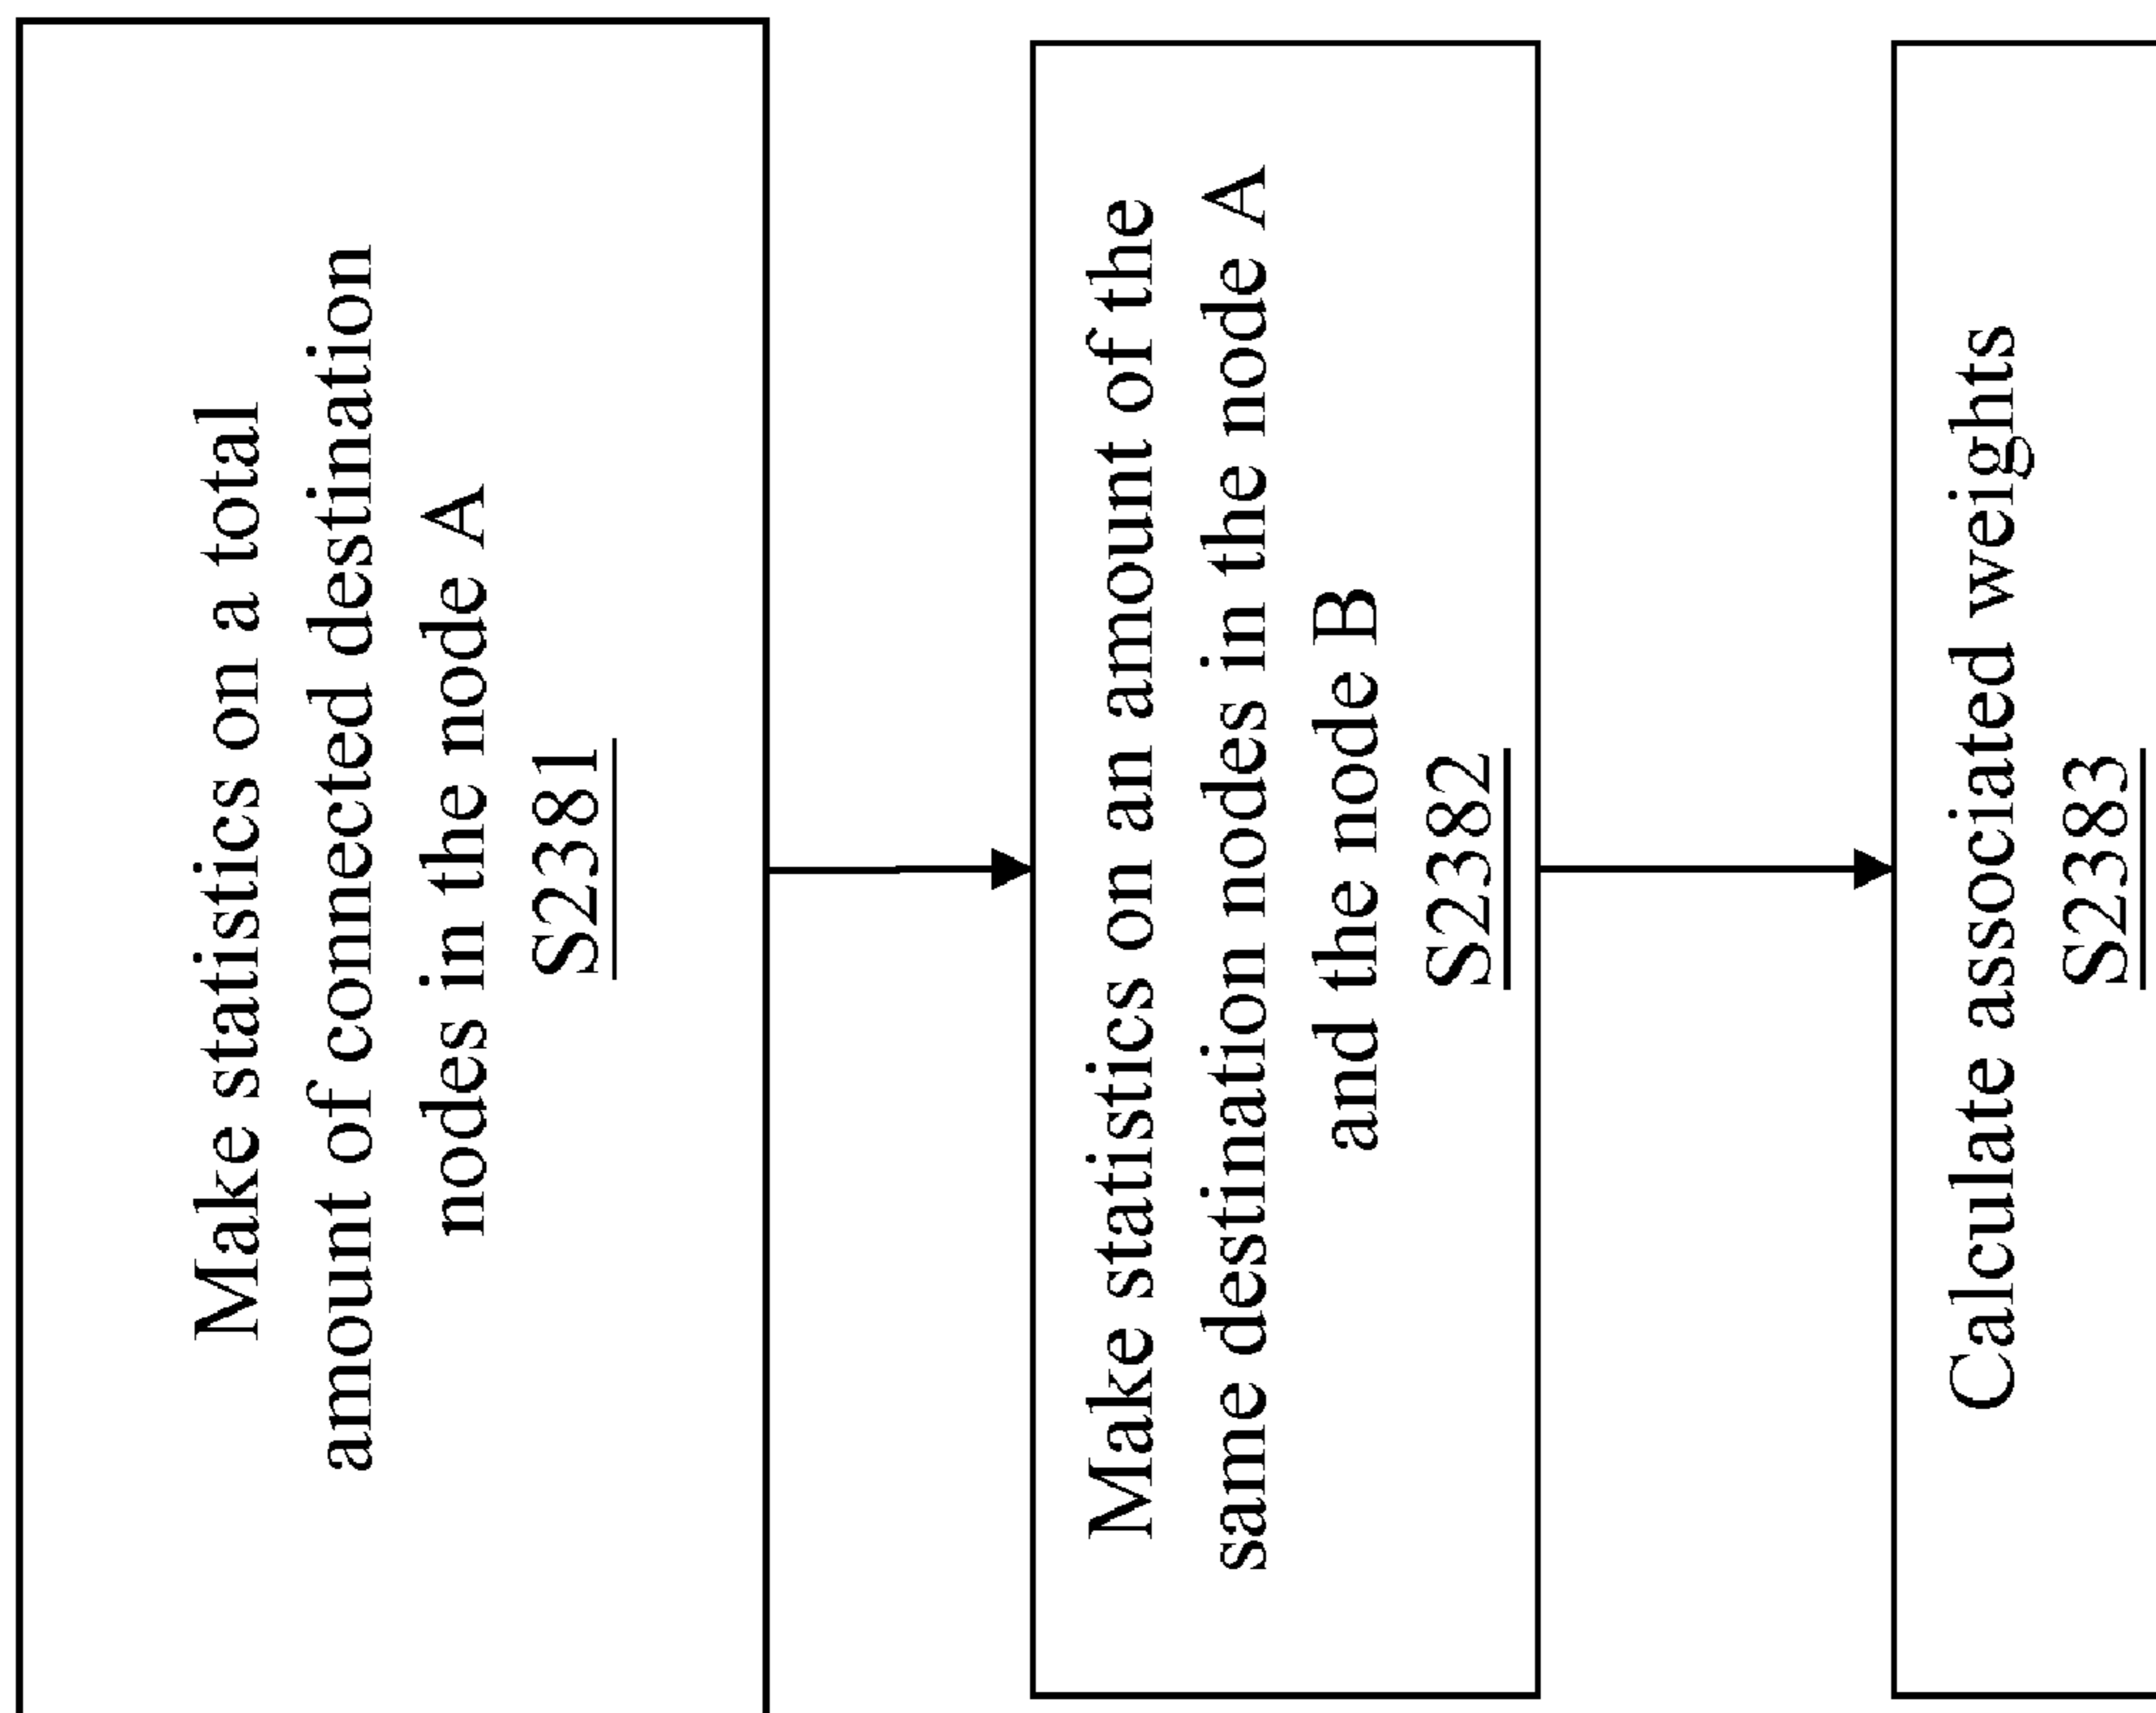 Make statistics on a total
amount of connected destination
nodes in the node A
S2381
Make statistics on an amount of the
same destination nodes in the node A
and the node B
S2382
Calculate associated weights
S2383